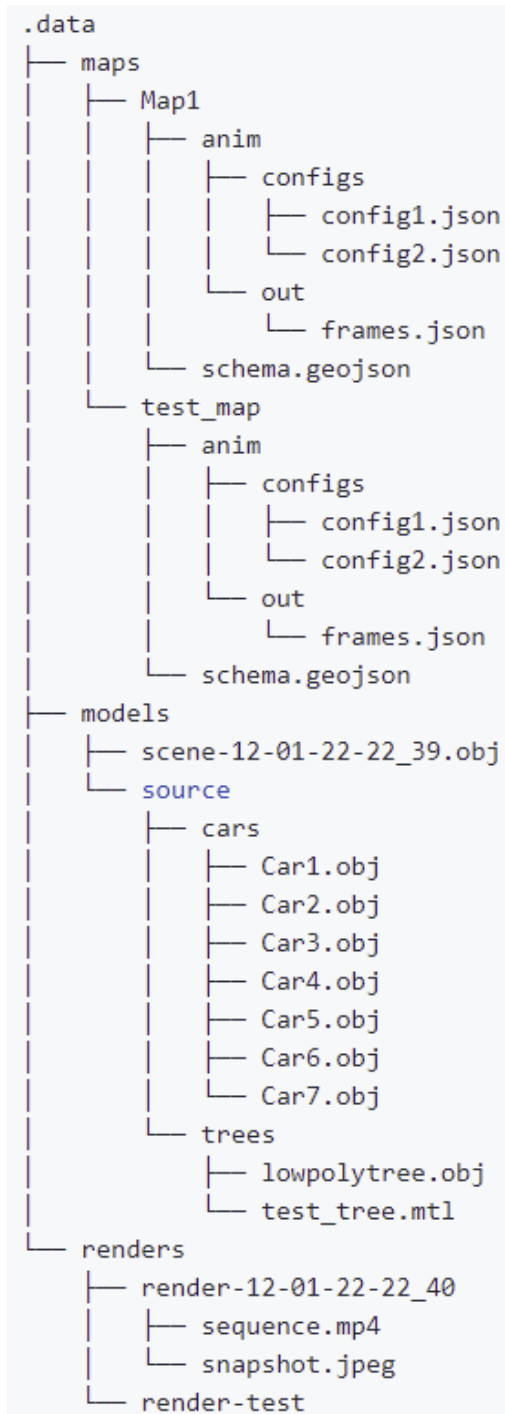 .data
├── maps
│   ├── Map1
│   │   ├── anim
│   │   │   ├── configs
│   │   │   │   ├── config1.json
│   │   │   │   └── config2.json
│   │   │   └── out
│   │   │       └── frames.json
│   │   └── schema.geojson
│   └── test_map
│       ├── anim
│       │   ├── configs
│       │   │   ├── config1.json
│       │   │   └── config2.json
│       │   └── out
│       │       └── frames.json
│       └── schema.geojson
├── models
│   ├── scene-12-01-22-22_39.obj
│   └── source
│       ├── cars
│       │   ├── Car1.obj
│       │   ├── Car2.obj
│       │   ├── Car3.obj
│       │   ├── Car4.obj
│       │   ├── Car5.obj
│       │   ├── Car6.obj
│       │   └── Car7.obj
│       └── trees
│           ├── lowpolytree.obj
│           └── test_tree.mtl
└── renders
    ├── render-12-01-22-22_40
    │   ├── sequence.mp4
    │   └── snapshot.jpeg
    └── render-test